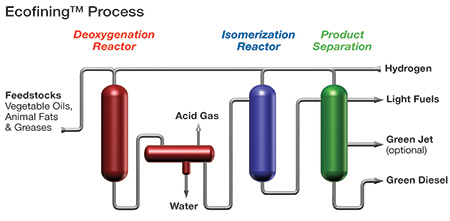 Ecofining™ Process
Deoxygenation
Reactor
Isomerization
Reactor
Product
Separation
Hydrogen
Feedstocks
Vegetable Oils,
Animal Fats
& Greases
Light Fuels
Acid Gas
Green Jet
(optional)
Water
Green Diesel